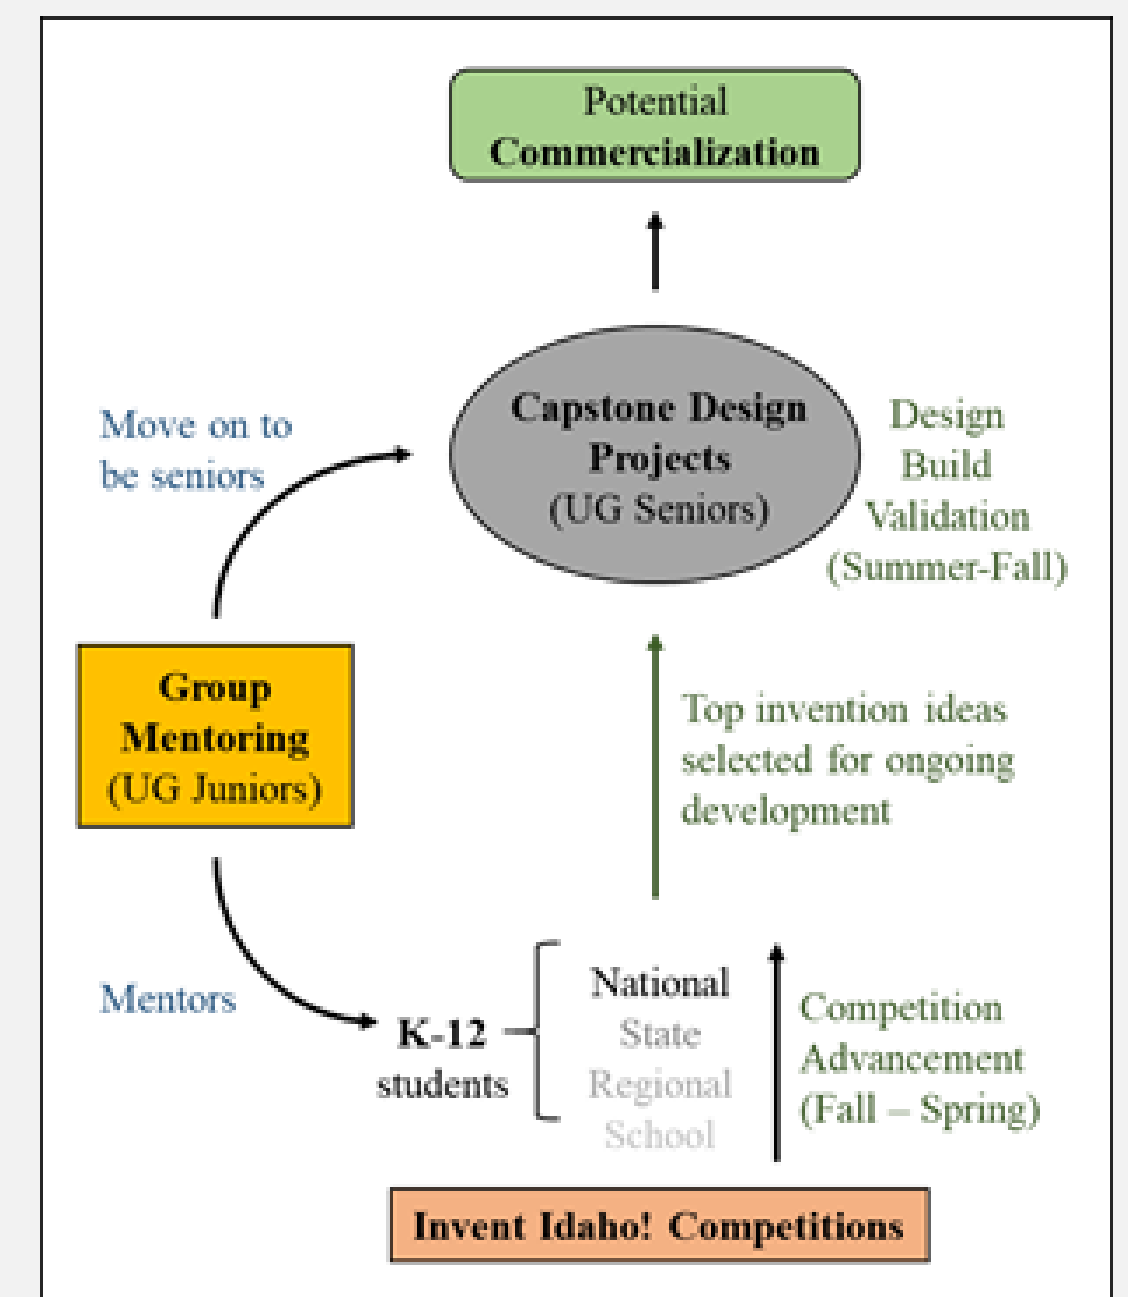 Potential
Commercialization
Capstone Design
Projects
(UG Seniors)
Design
Build
Validation
(Summer-Fall)
Move on to
be seniors
Group
Mentoring
(UG Juniors)
Top invention ideas
selected for ongoing
development
Mentors
K-12
students
National
State
Regional
School
Competition
Advancement
(Fall – Spring)
Invent Idaho! Competitions